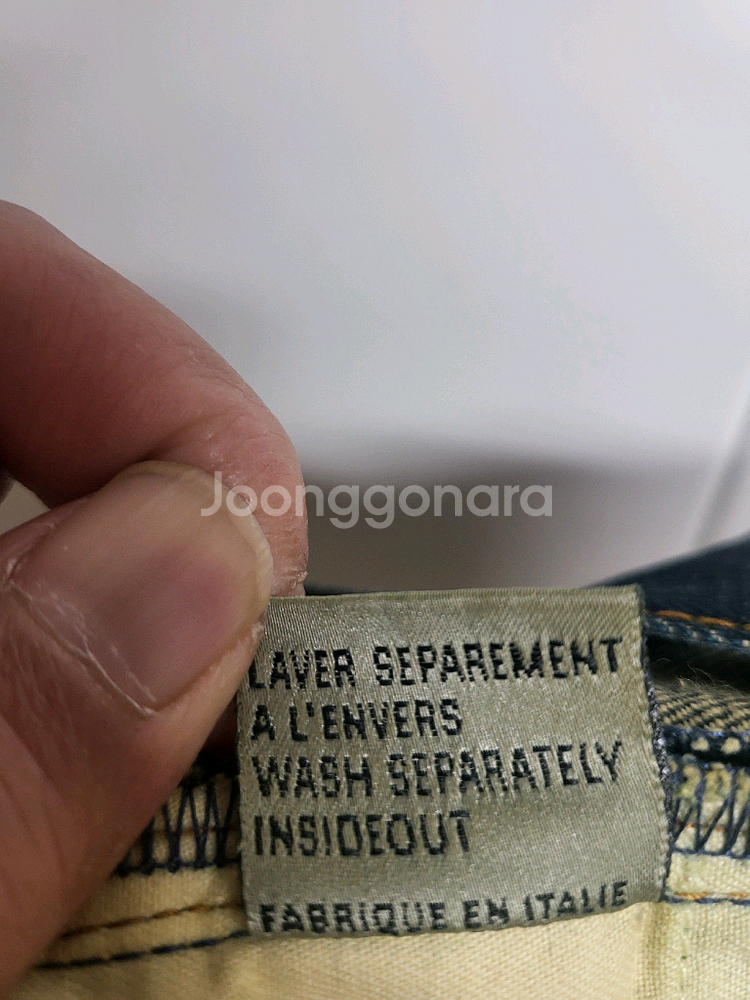 Joonggonara
LAVER SEPAREMENT
A L'ENVERS
WASH SEPARATELY
INSIDEOUT
FABRIQUE EN ITALIE